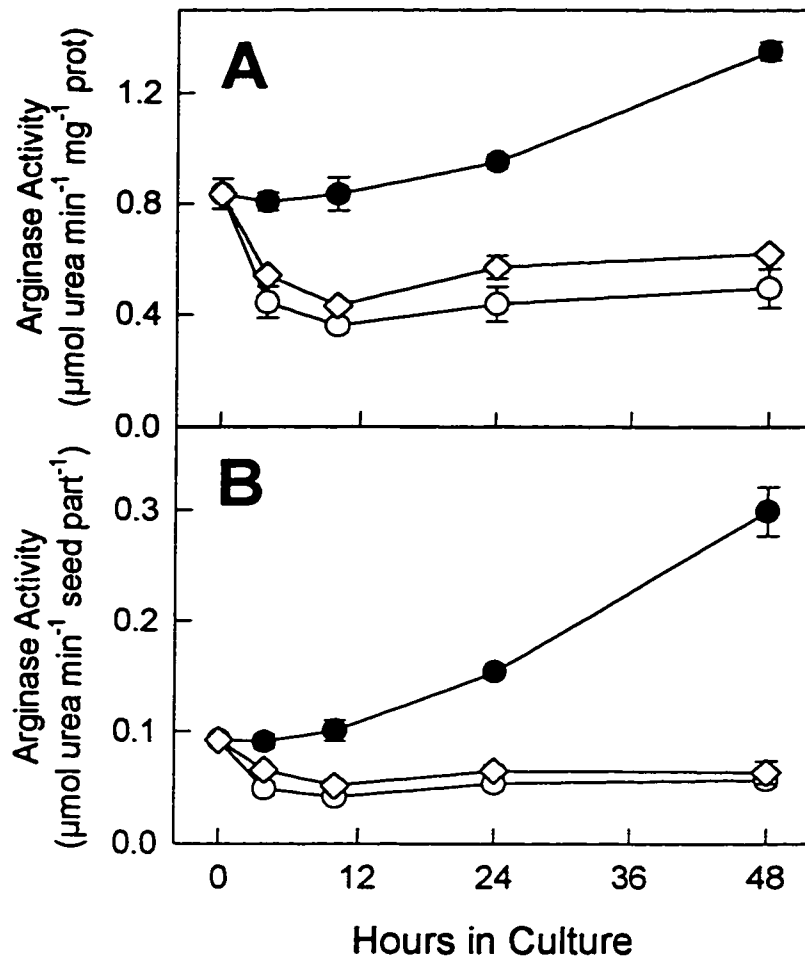 A
Arginase Activity
(µmol urea min⁻¹ mg⁻¹ prot)
1.2
0.8
0.4
0.0
B
Arginase Activity
(µmol urea min⁻¹ seed part⁻¹)
0.3
0.2
0.1
0.0
0 12 24 36 48
Hours in Culture